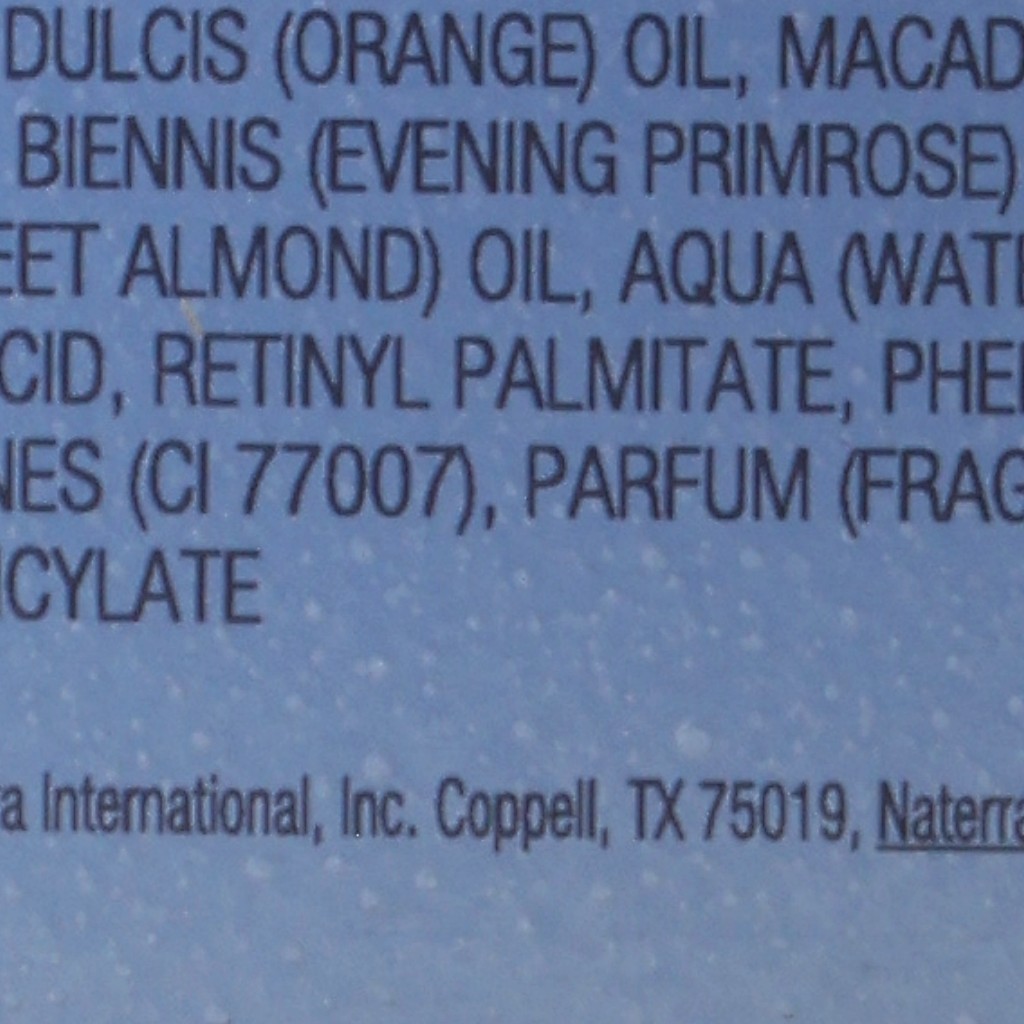 DULCIS (ORANGE) OIL, MACAD
BIENNIS (EVENING PRIMROSE)
EET ALMOND) OIL, AQUA (WAT
CID, RETINYL PALMITATE, PHE
NES (CI 77007), PARFUM (FRAG
ICYLATE
ra International, Inc. Coppell, TX 75019, Naterra